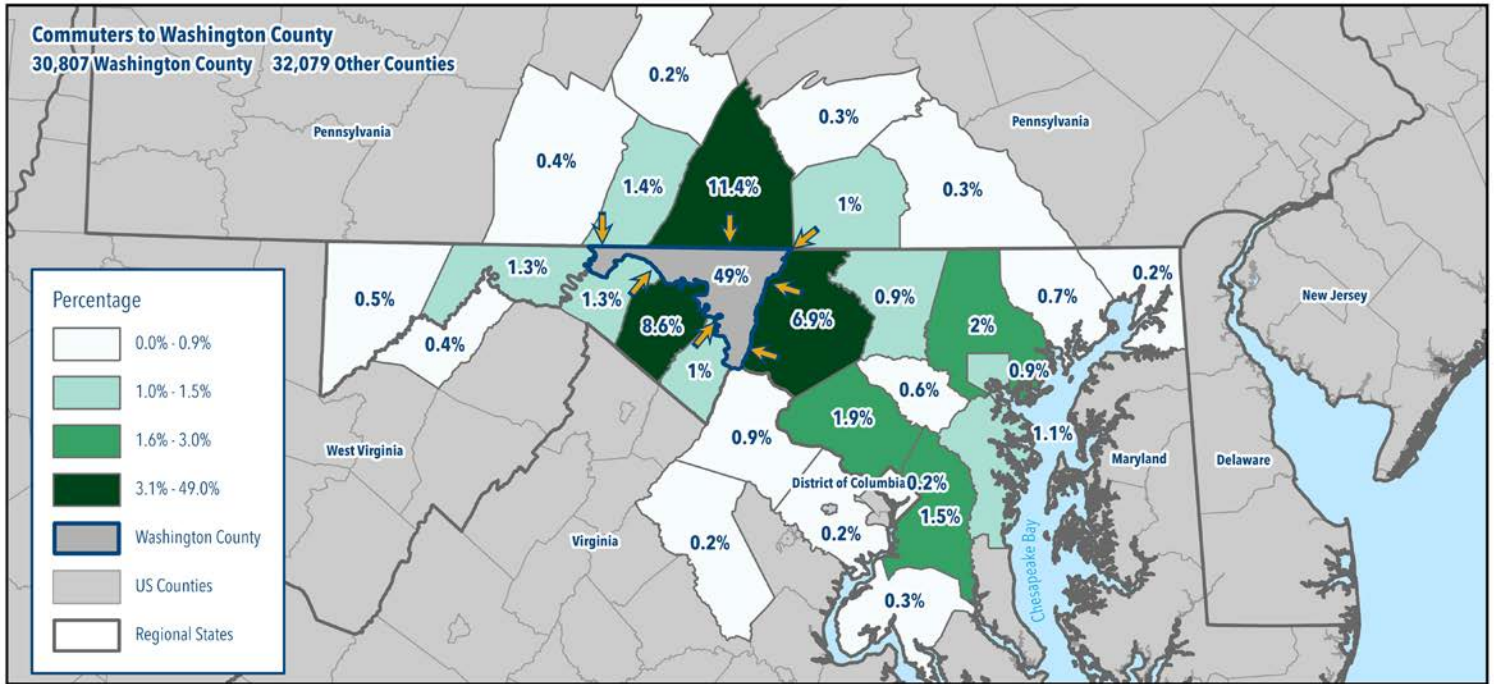 Commuters to Washington County
30,807 Washington County 32,079 Other Counties
0.2%
Pennsylvania
0.3%
Pennsylvania
0.4%
1.4%
11.4%
1%
0.3%
0.5%
1.3%
1.3%
49%
0.4%
8.6%
1%
6.9%
0.9%
2%
0.7%
0.2%
New Jersey
0.9%
0.6%
1.9%
0.9%
1.1%
West Virginia
Maryland
Delaware
District of Columbia
0.2%
1.5%
Virginia
0.2%
0.2%
0.3%
Chesapeake Bay
Percentage
0.0% - 0.9%
1.0% - 1.5%
1.6% - 3.0%
3.1% - 49.0%
Washington County
US Counties
Regional States